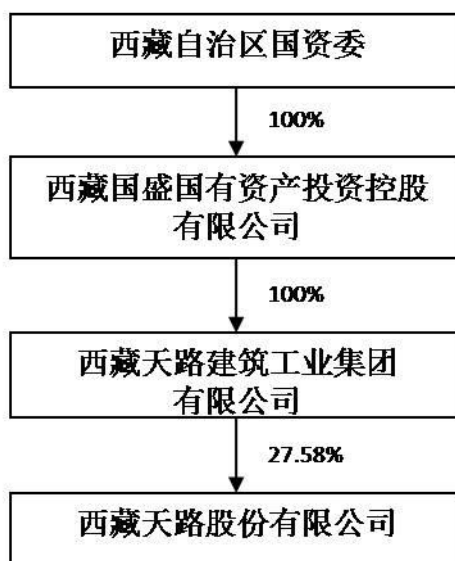 西藏自治区国资委
100%
西藏国盛国有资产投资控股
有限公司
100%
西藏天路建筑工业集团
有限公司
27.58%
西藏天路股份有限公司